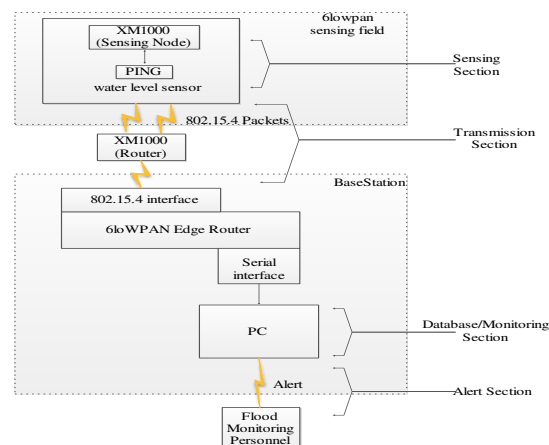 6lowpan
sensing field
XM1000
(Sensing Node)
PING
water level sensor
Sensing
Section
802.15.4 Packets
XM1000
(Router)
Transmission
Section
BaseStation
802.15.4 interface
6loWPAN Edge Router
Serial
interface
PC
Database/Monitoring
Section
Alert
Alert Section
Flood
Monitoring
Personnel